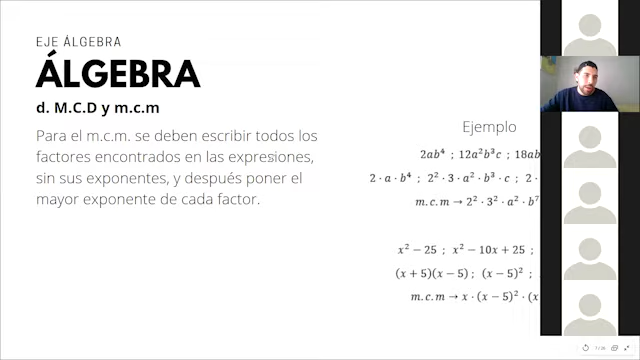 EJE ÁLGEBRA
ÁLGEBRA
d. M.C.D y m.c.m
Para el m.c.m. se deben escribir todos los
factores encontrados en las expresiones,
sin sus exponentes, y después poner el
mayor exponente de cada factor.
Ejemplo
2ab⁴ ; 12a²b³c ; 18ab
2 · a · b⁴ ; 2² · 3 · a² · b³ · c ; 2 ·
m.c.m → 2² · 3² · a² · b⁷
x² − 25 ; x² − 10x + 25 ;
(x + 5)(x − 5) ; (x − 5)² ;
m.c.m → x · (x − 5)² · (x